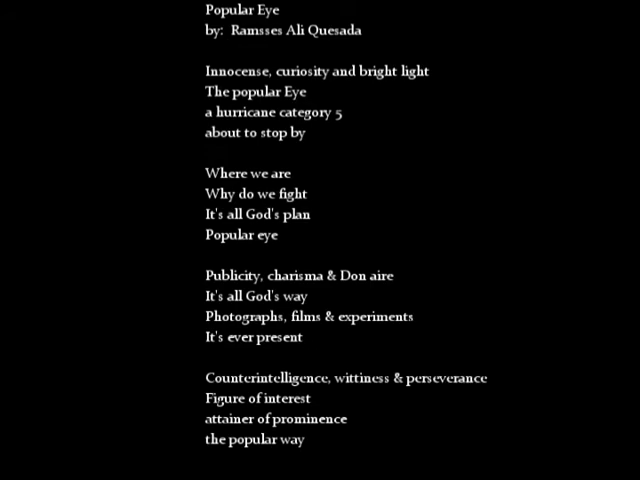 Popular Eye
by: Ramsses Ali Quesada
Innocense, curiosity and bright light
The popular Eye
a hurricane category 5
about to stop by
Where we are
Why do we fight
It's all God's plan
Popular eye
Publicity, charisma & Don aire
It's all God's way
Photographs, films & experiments
It's ever present
Counterintelligence, wittiness & perseverance
Figure of interest
attainer of prominence
the popular way